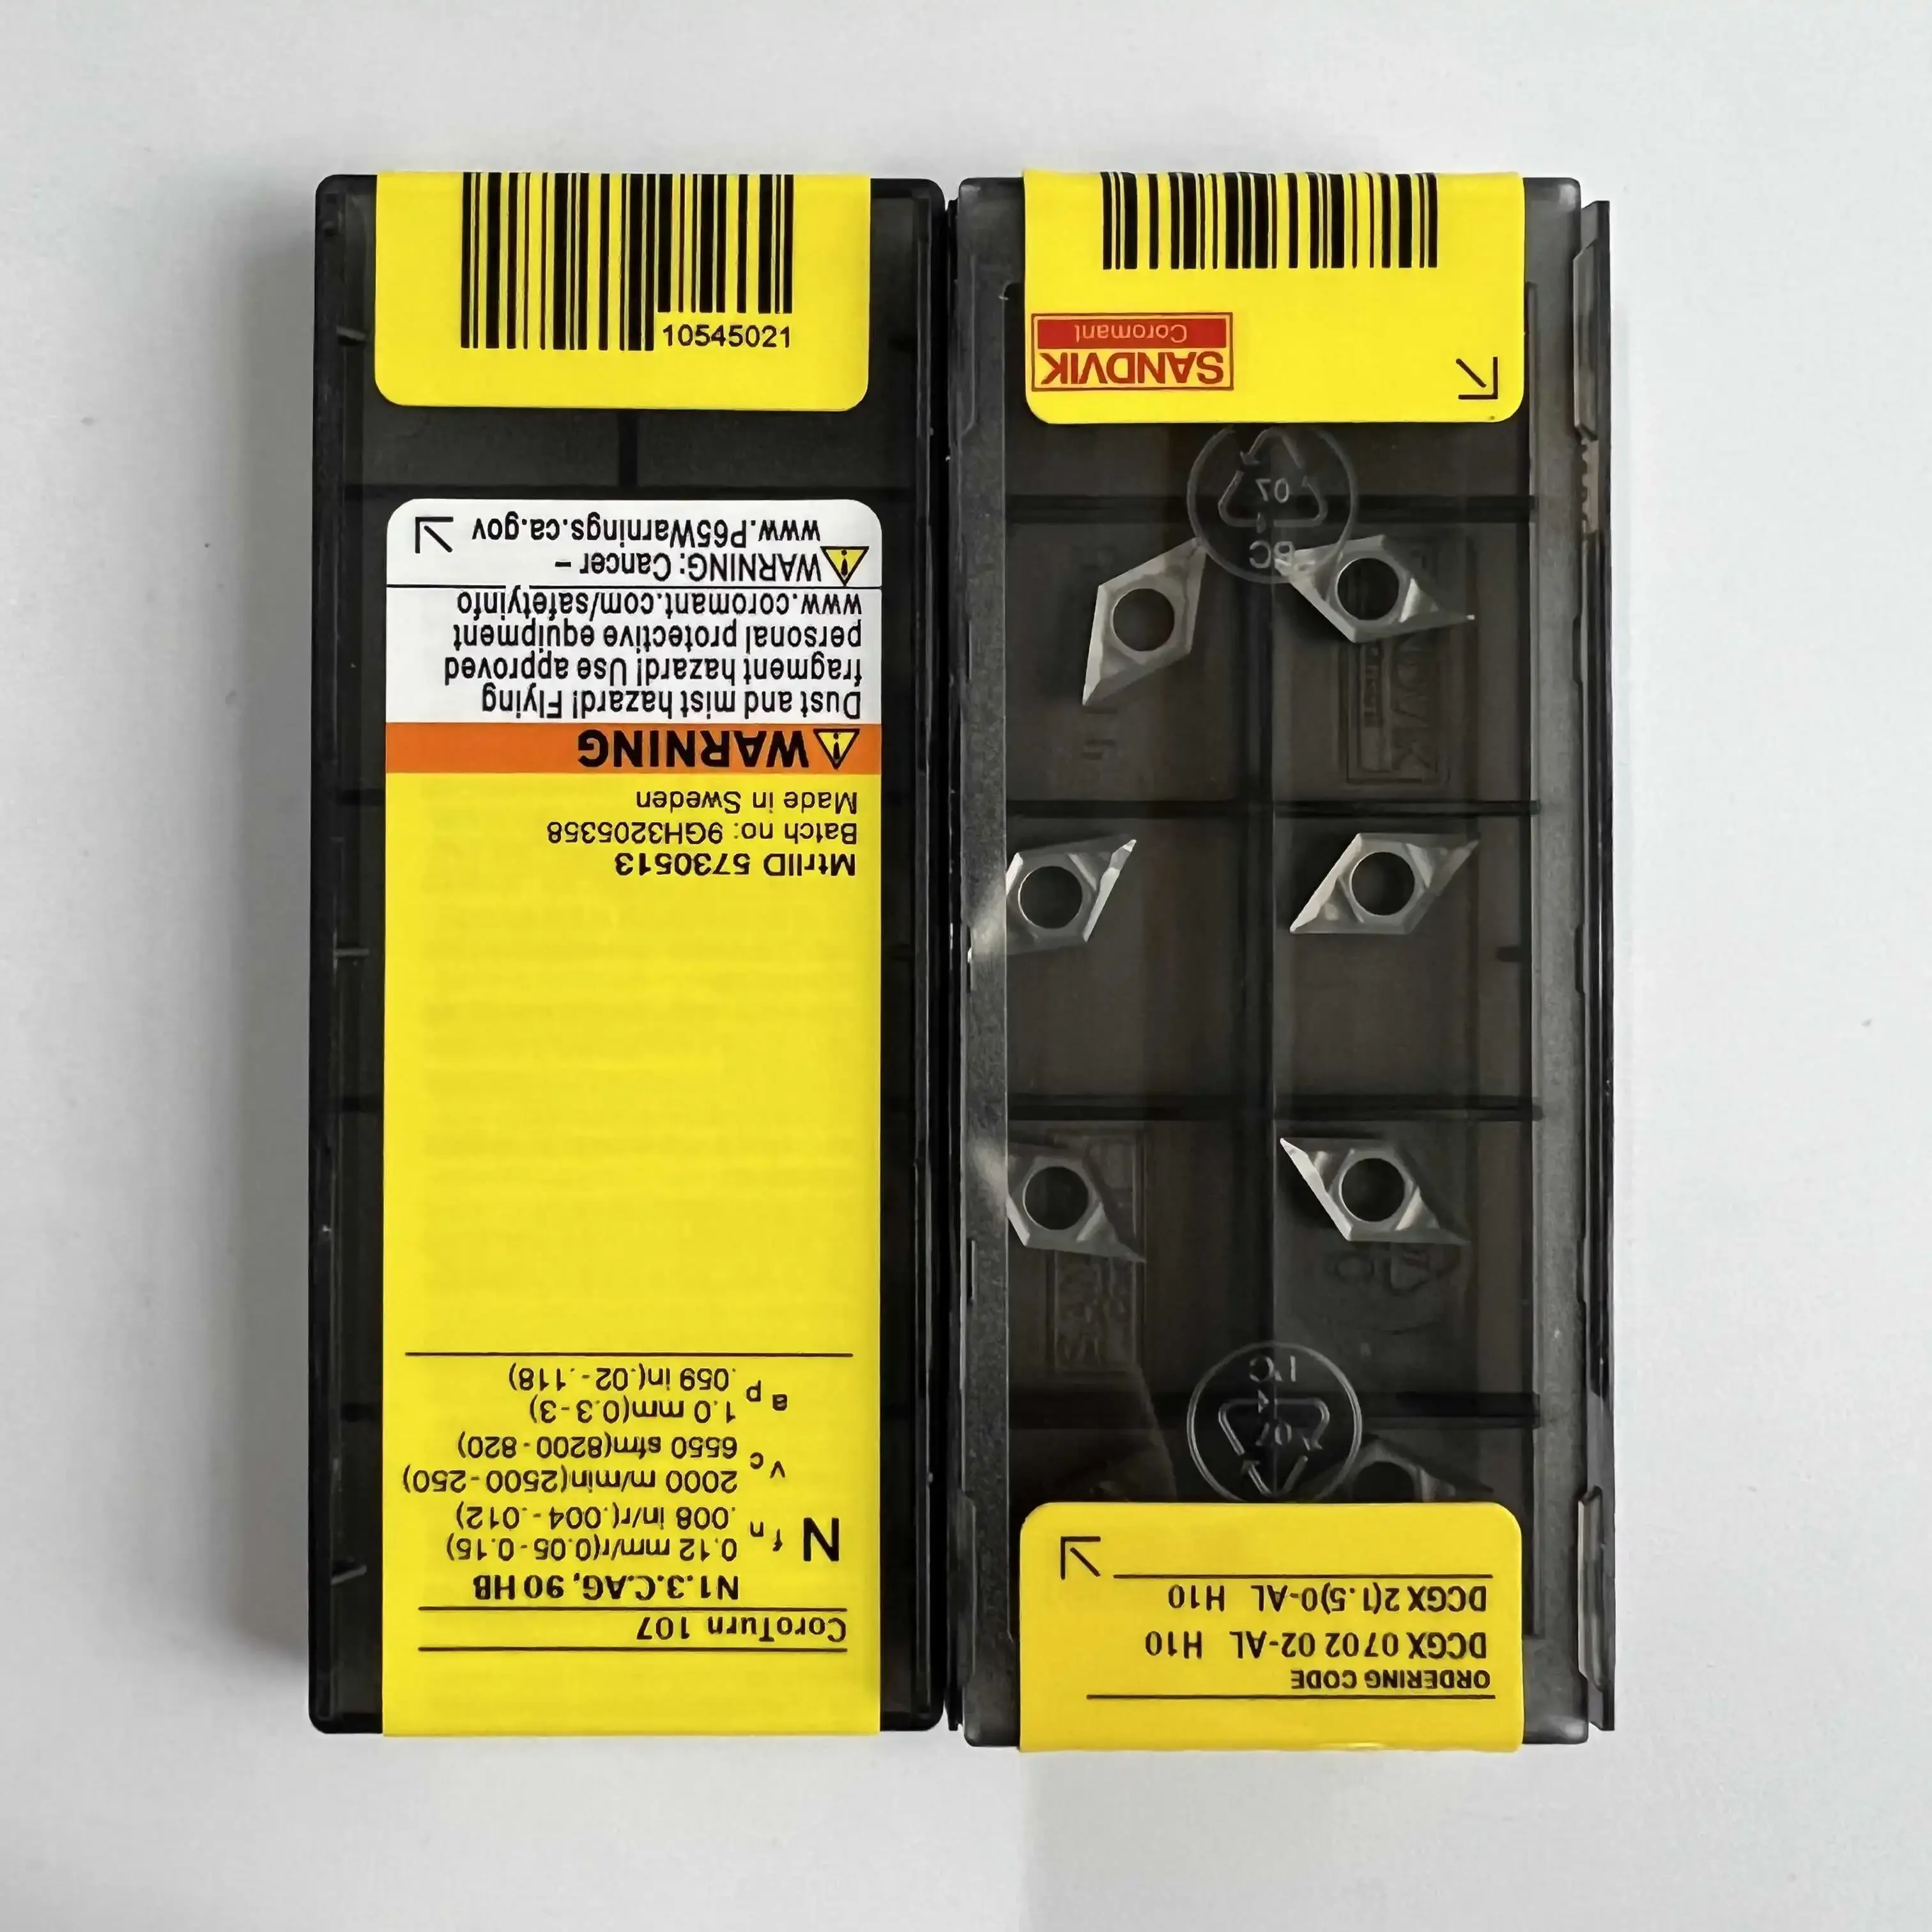 10545021
CoroTurn 107
N1.3.C.AG, 90 HB
N
fn 0.12 mm/r(0.05-0.15)
.008 in/r(.004-.012)
vc 2000 m/min(2500-250)
6550 sfm(8200-820)
ap 1.0 mm(0.3-3)
.059 in(.02-.118)
MtrlID 5730513
Batch no: 9GH3205358
Made in Sweden
WARNING
Dust and mist hazard! Flying
fragment hazard! Use approved
personal protective equipment
www.coromant.com/safetyinfo
WARNING: Cancer –
www.P65Warnings.ca.gov
ORDERING CODE
DCGX 0702 02-AL H10
DCGX 2(1.5)0-AL H10
PC
07
07
PC
SANDVIK
Coromant